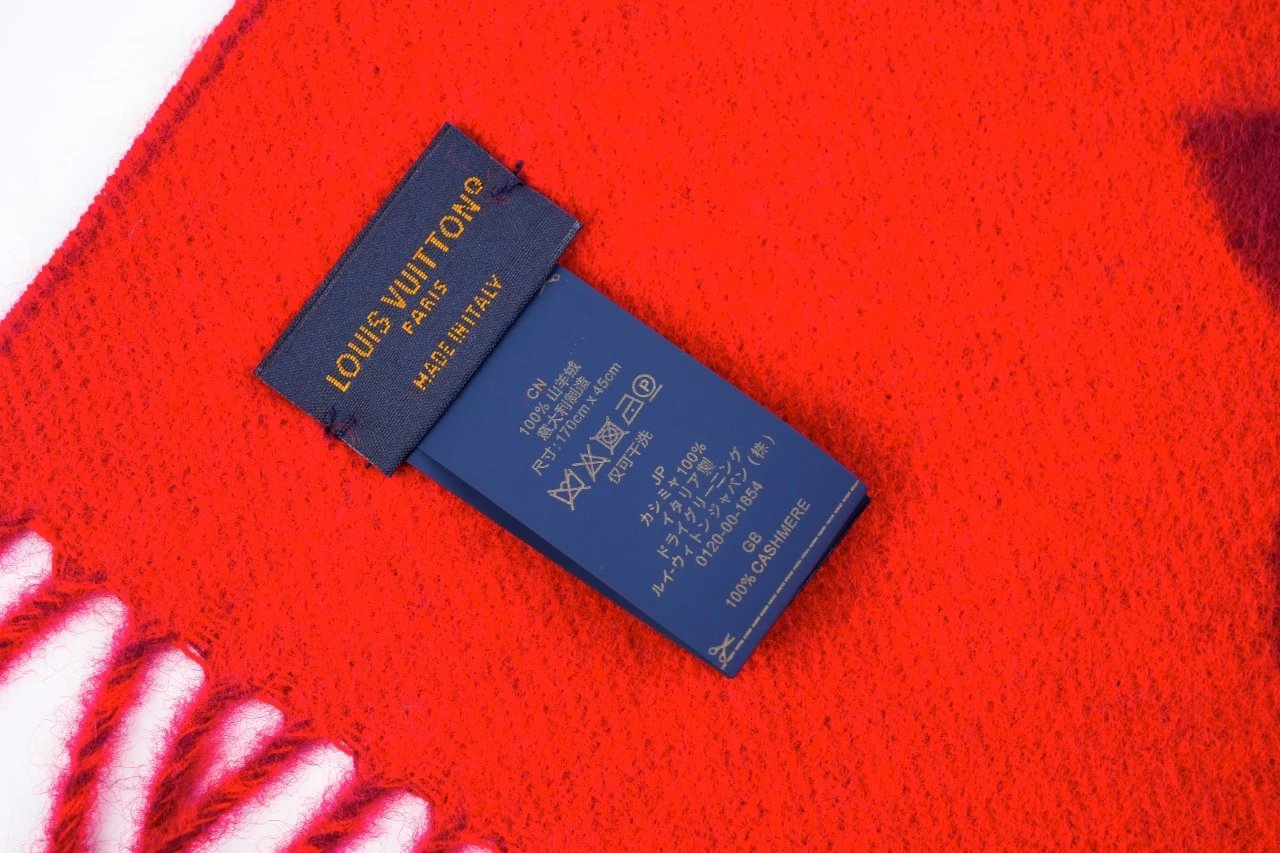 LOUIS VUITTON®
PARIS
MADE IN ITALY
CN
100% 山羊绒
意大利制造
尺寸:170cm x 45cm
仅可干洗
JP
カシミヤ 100%
イタリア製
ドライクリーニング
ルイ・ヴィトンジャパン (株)
0120-00-1854
GB
100% CASHMERE